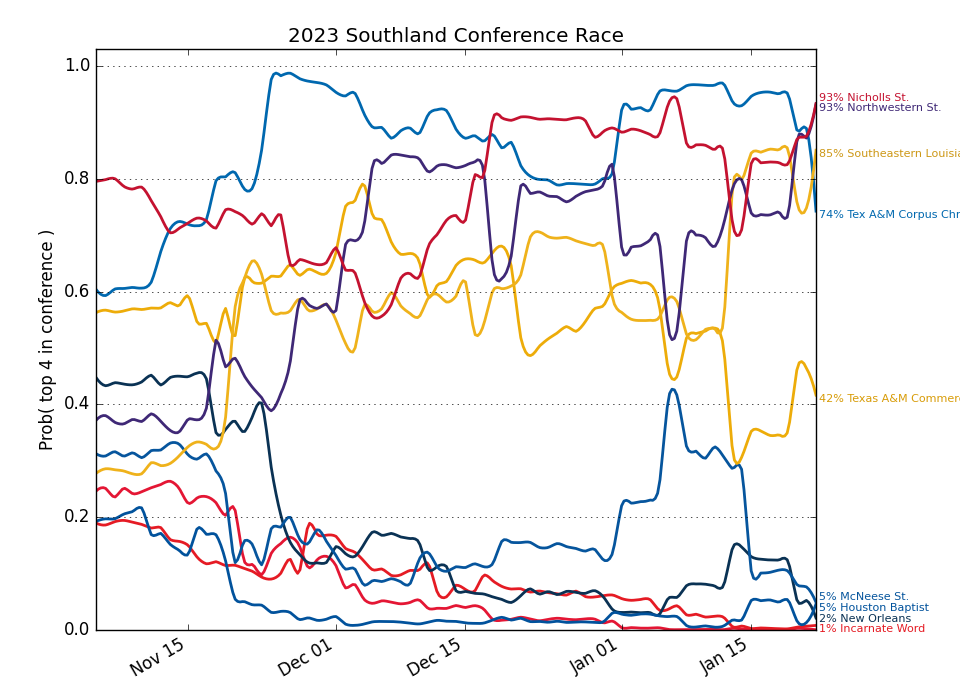 2023 Southland Conference Race
Prob( top 4 in conference )
1.0
0.8
0.6
0.4
0.2
0.0
Nov 15
Dec 01
Dec 15
Jan 01
Jan 15
93% Nicholls St.
93% Northwestern St.
85% Southeastern Louisia
74% Tex A&M Corpus Chr
42% Texas A&M Commerc
5% McNeese St.
5% Houston Baptist
2% New Orleans
1% Incarnate Word